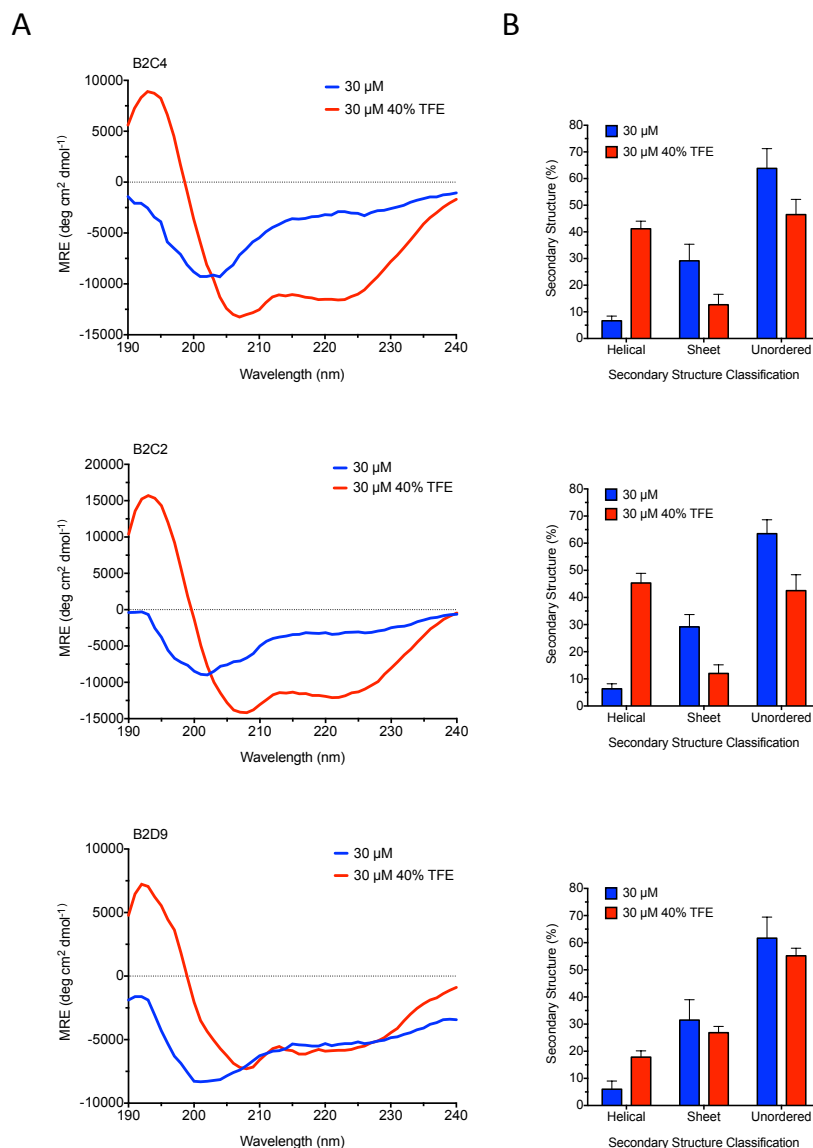 A
B
B2C4
30 µM
30 µM 40% TFE
10000
5000
0
-5000
-10000
-15000
MRE (deg cm² dmol⁻¹)
190 200 210 220 230 240
Wavelength (nm)
30 µM
30 µM 40% TFE
80
70
60
50
40
30
20
10
0
Secondary Structure (%)
Helical Sheet Unordered
Secondary Structure Classification
B2C2
30 µM
30 µM 40% TFE
20000
15000
10000
5000
0
-5000
-10000
-15000
MRE (deg cm² dmol⁻¹)
190 200 210 220 230 240
Wavelength (nm)
30 µM
30 µM 40% TFE
80
70
60
50
40
30
20
10
0
Secondary Structure (%)
Helical Sheet Unordered
Secondary Structure Classification
B2D9
30 µM
30 µM 40% TFE
10000
5000
0
-5000
-10000
MRE (deg cm² dmol⁻¹)
190 200 210 220 230 240
Wavelength (nm)
30 µM
30 µM 40% TFE
80
70
60
50
40
30
20
10
0
Secondary Structure (%)
Helical Sheet Unordered
Secondary Structure Classification